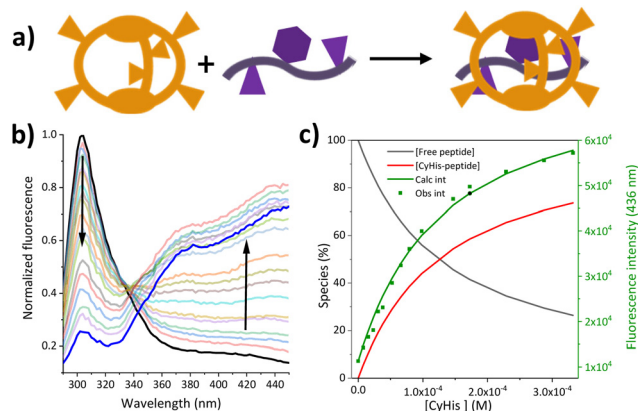 a)
+
b)
Normalized fluorescence
1.0
0.8
0.6
0.4
0.2
300 320 340 360 380 400 420 440
Wavelength (nm)
c)
Species (%)
100
80
60
40
20
0
[Free peptide]
[CyHis-peptide]
Calc int
Obs int
6x10⁴
5x10⁴
4x10⁴
3x10⁴
2x10⁴
1x10⁴
Fluorescence intensity (436 nm)
0.0 1.0x10⁻⁴ 2.0x10⁻⁴ 3.0x10⁻⁴
[CyHis ] (M)